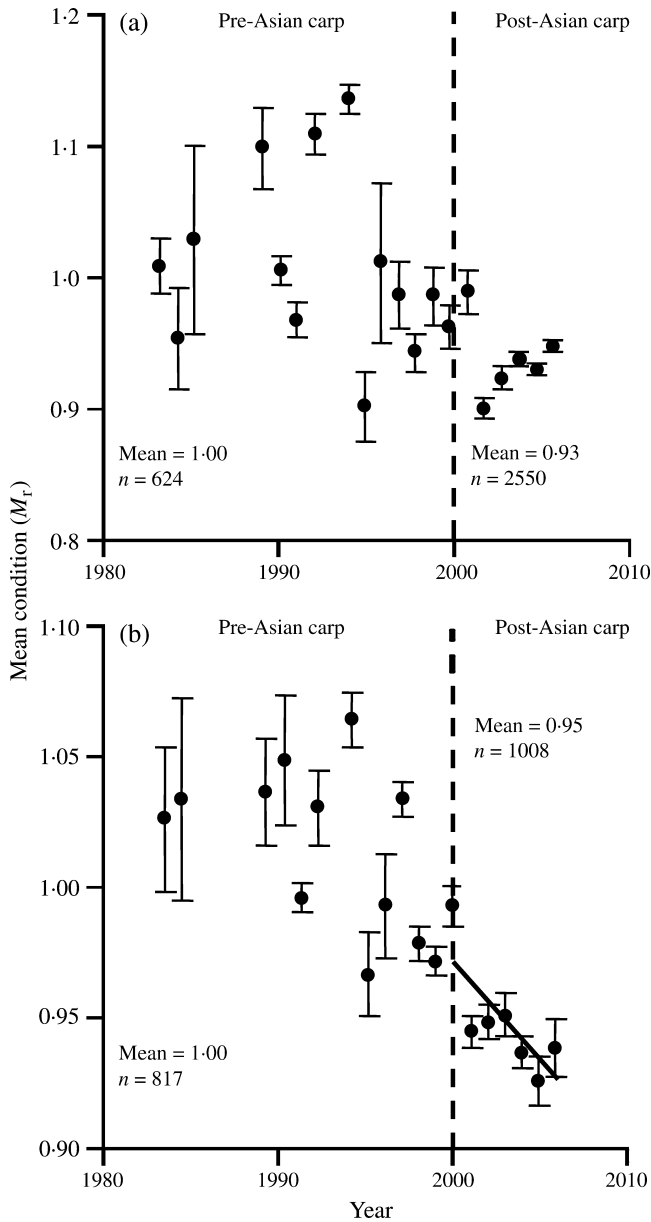 1·2
(a)
Pre-Asian carp
Post-Asian carp
1·1
1·0
0·9
Mean = 1·00
n = 624
Mean = 0·93
n = 2550
0·8
1980
1990
2000
2010
Mean condition (Mr)
1·10
(b)
Pre-Asian carp
Post-Asian carp
Mean = 0·95
n = 1008
1·05
1·00
0·95
Mean = 1·00
n = 817
0·90
1980
1990
2000
2010
Year